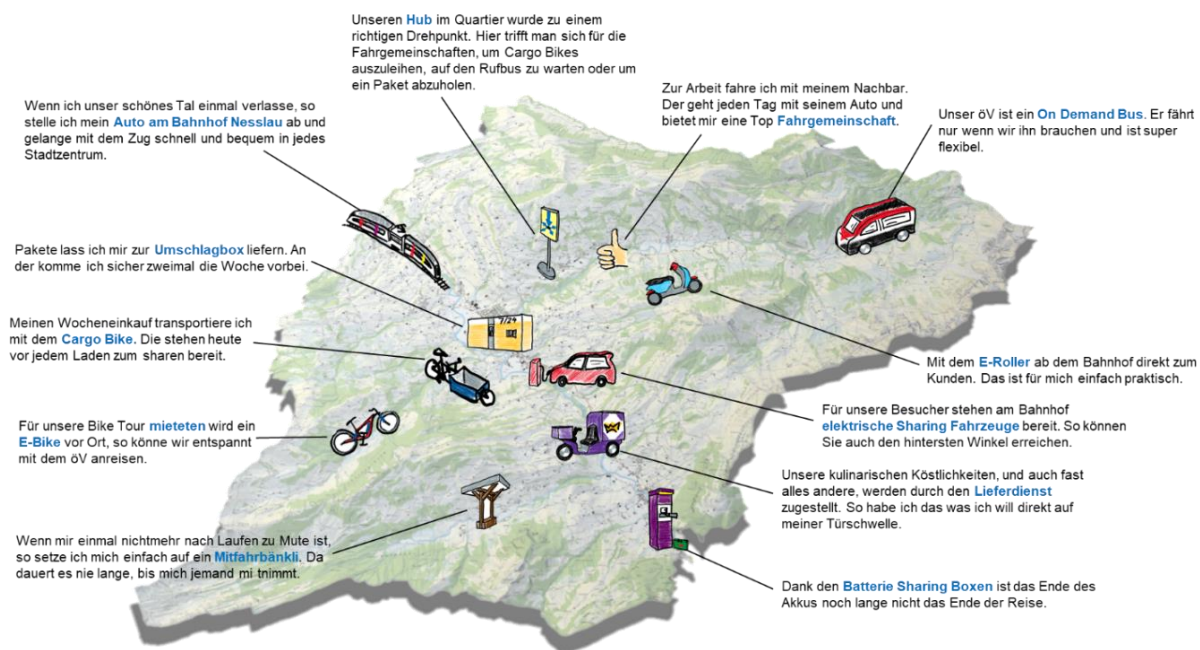 Unseren Hub im Quartier wurde zu einem
richtigen Drehpunkt. Hier trifft man sich für die
Fahrgemeinschaften, um Cargo Bikes
auszuleihen, auf den Rufbus zu warten oder um
ein Paket abzuholen.
Wenn ich unser schönes Tal einmal verlasse, so
stelle ich mein Auto am Bahnhof Nesslau ab und
gelange mit dem Zug schnell und bequem in jedes
Stadtzentrum.
Zur Arbeit fahre ich mit meinem Nachbar.
Der geht jeden Tag mit seinem Auto und
bietet mir eine Top Fahrgemeinschaft.
Unser öV ist ein On Demand Bus. Er fährt
nur wenn wir ihn brauchen und ist super
flexibel.
Pakete lass ich mir zur Umschlagbox liefern. An
der komme ich sicher zweimal die Woche vorbei.
7/24
Meinen Wocheneinkauf transportiere ich
mit dem Cargo Bike. Die stehen heute
vor jedem Laden zum sharen bereit.
Mit dem E-Roller ab dem Bahnhof direkt zum
Kunden. Das ist für mich einfach praktisch.
Für unsere Bike Tour mieteten wird ein
E-Bike vor Ort, so könne wir entspannt
mit dem öV anreisen.
Für unsere Besucher stehen am Bahnhof
elektrische Sharing Fahrzeuge bereit. So können
Sie auch den hintersten Winkel erreichen.
Unsere kulinarischen Köstlichkeiten, und auch fast
alles andere, werden durch den Lieferdienst
zugestellt. So habe ich das was ich will direkt auf
meiner Türschwelle.
Wenn mir einmal nichtmehr nach Laufen zu Mute ist,
so setze ich mich einfach auf ein Mitfahrbänkli. Da
dauert es nie lange, bis mich jemand mi tnimmt.
Dank den Batterie Sharing Boxen ist das Ende des
Akkus noch lange nicht das Ende der Reise.